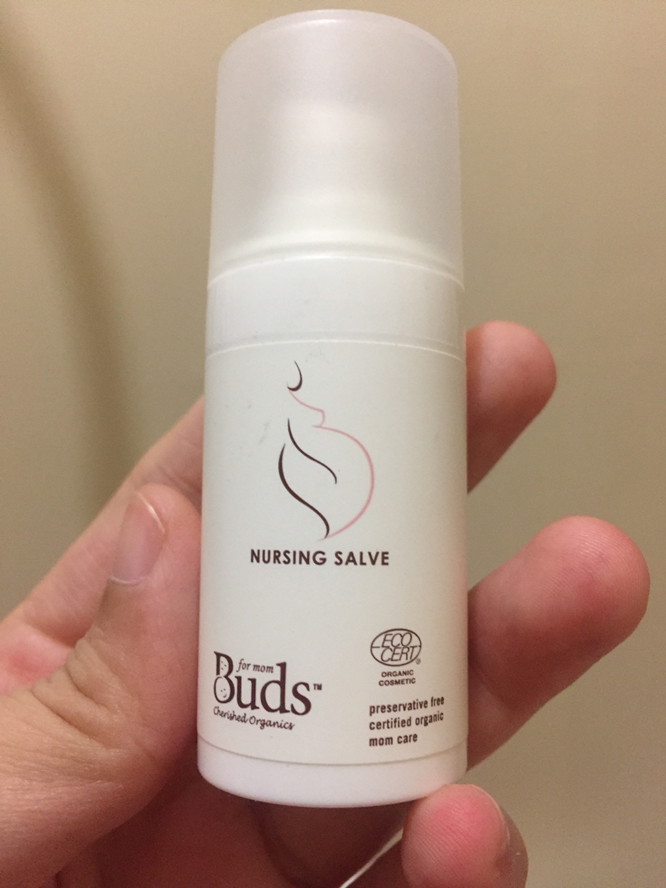 NURSING SALVE
for mom
Buds™
Cherished Organics
ECO
CERT®
ORGANIC
COSMETIC
preservative free
certified organic
mom care